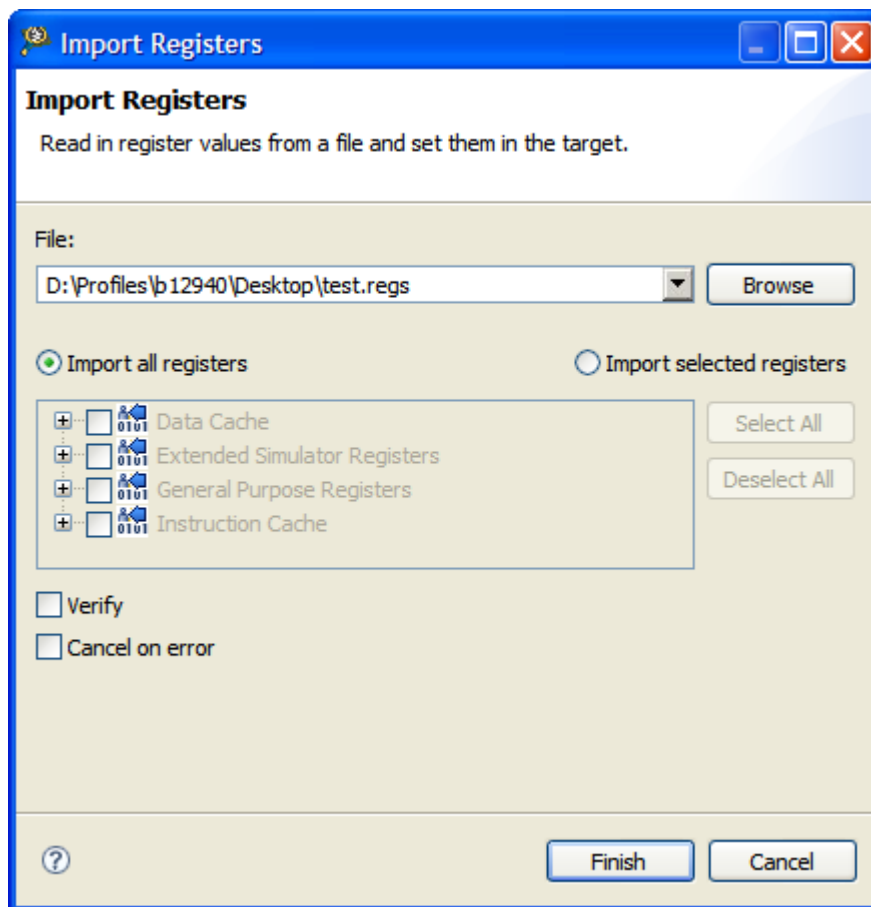 Import Registers
Import Registers
Read in register values from a file and set them in the target.
File:
D:\Profiles\b12940\Desktop\test.regs
Browse
Import all registers
Import selected registers
Data Cache
Extended Simulator Registers
General Purpose Registers
Instruction Cache
Select All
Deselect All
Verify
Cancel on error
Finish
Cancel